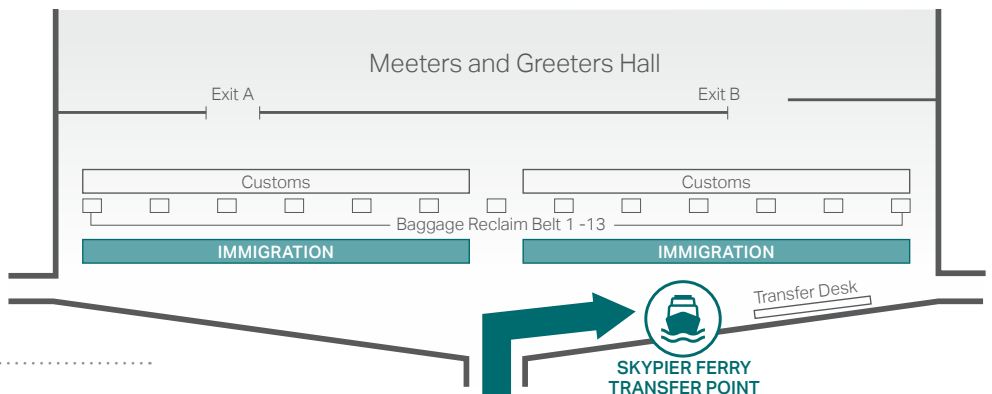 Meeters and Greeters Hall
Exit A
Exit B
Customs
Customs
Baggage Reclaim Belt 1 -13
IMMIGRATION
IMMIGRATION
Transfer Desk
SKYPIER FERRY
TRANSFER POINT